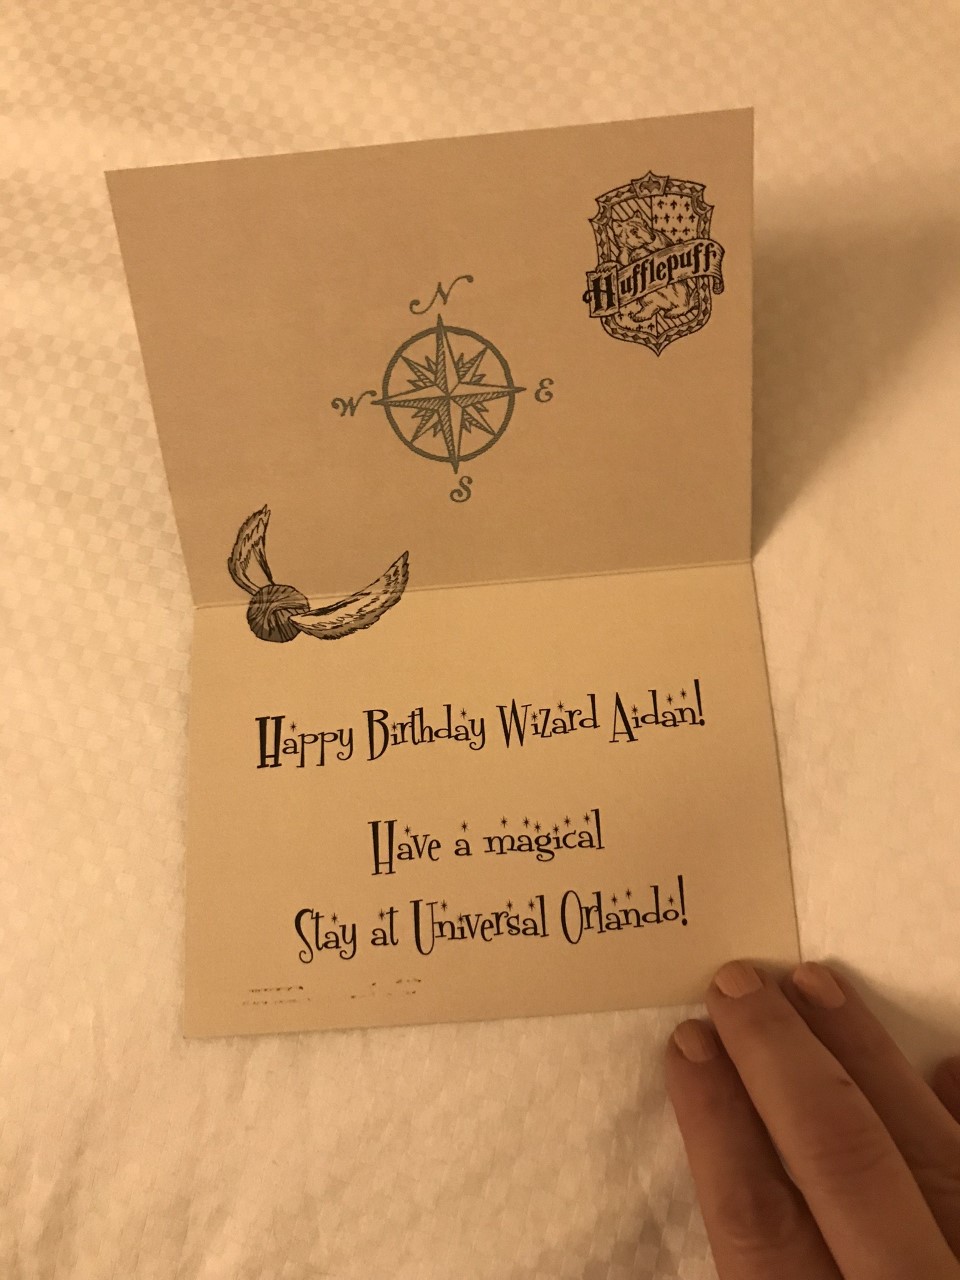 Hufflepuff
N
W E
S
Happy Birthday Wizard Aidan!
Have a magical
Stay at Universal Orlando!